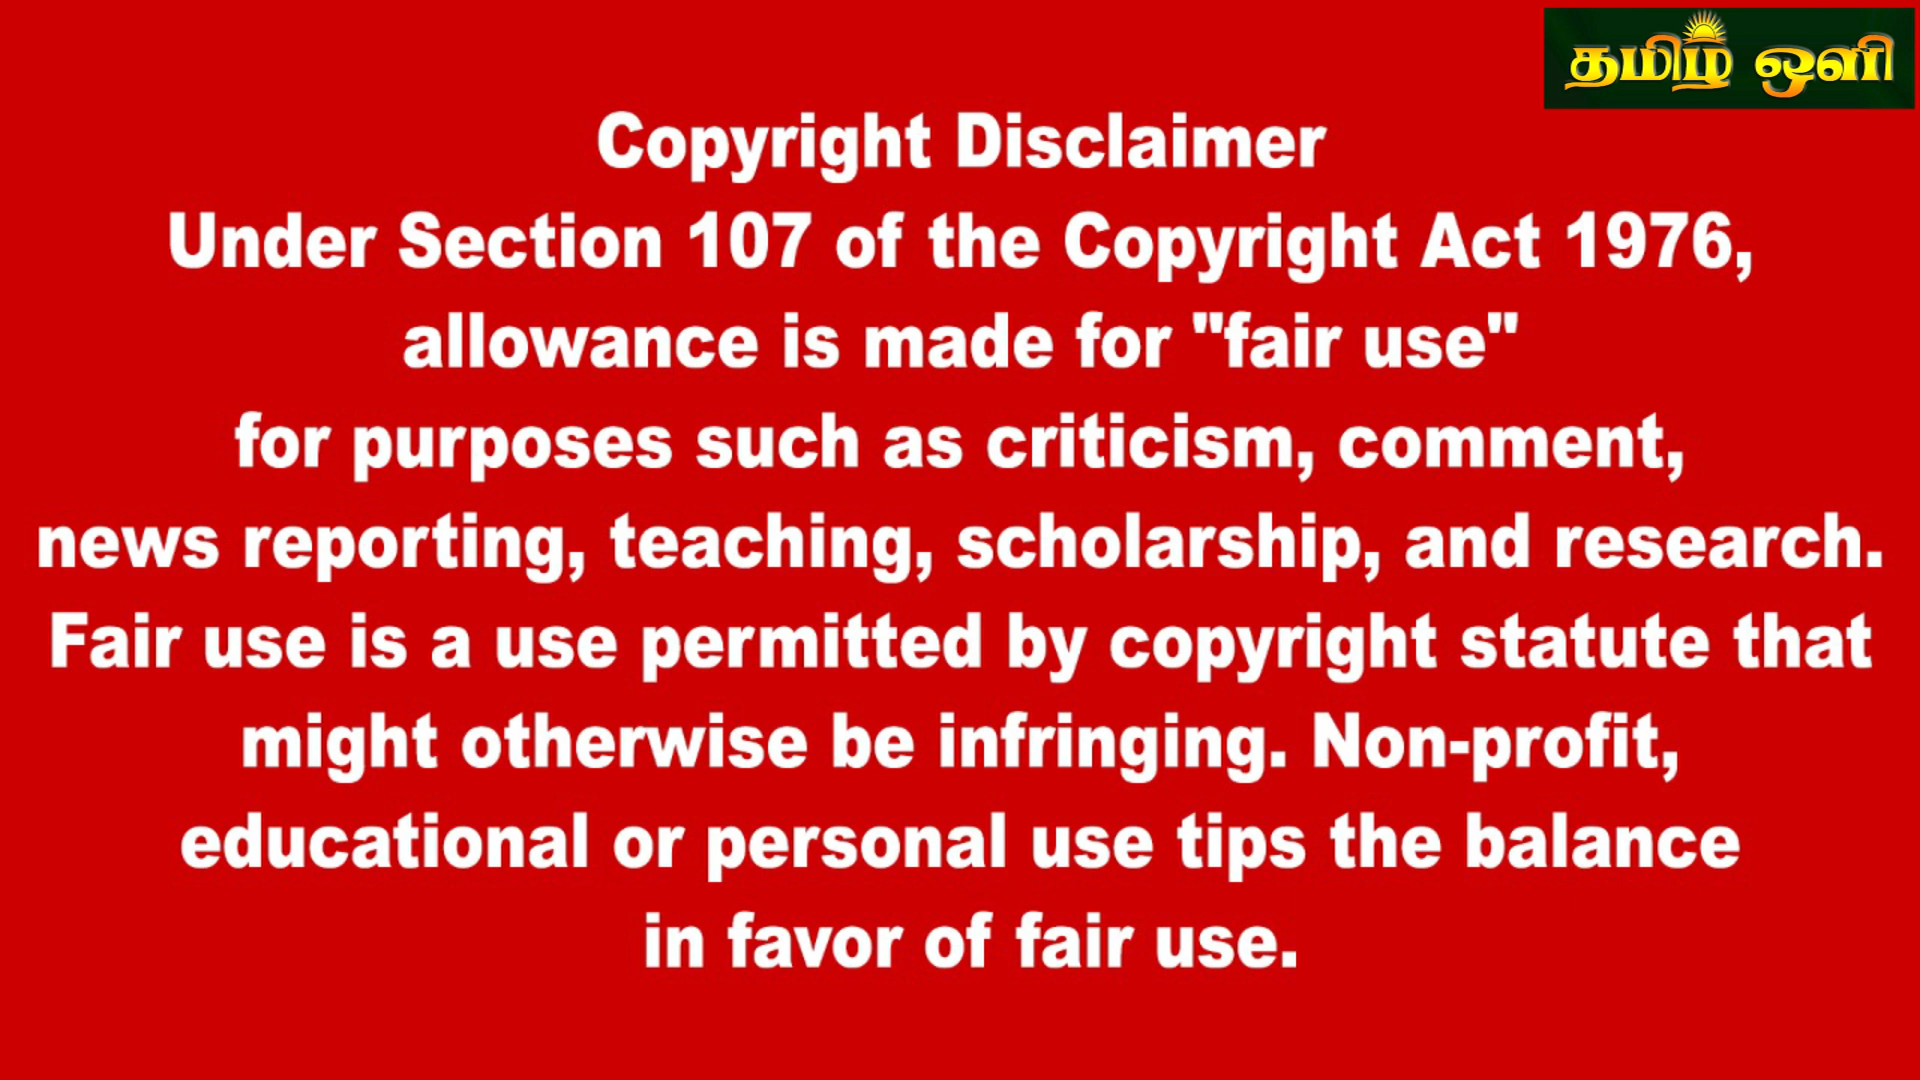 தமிழ் ஒளி
Copyright Disclaimer
Under Section 107 of the Copyright Act 1976,
allowance is made for "fair use"
for purposes such as criticism, comment,
news reporting, teaching, scholarship, and research.
Fair use is a use permitted by copyright statute that
might otherwise be infringing. Non-profit,
educational or personal use tips the balance
in favor of fair use.